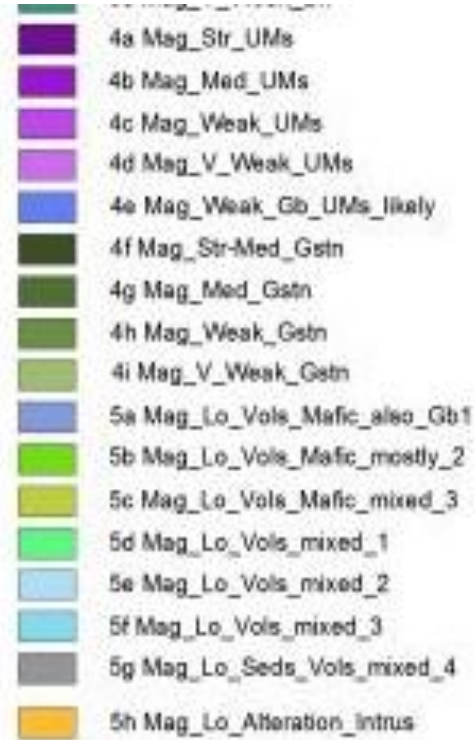 4a Mag_Str_UMs
4b Mag_Med_UMs
4c Mag_Weak_UMs
4d Mag_V_Weak_UMs
4e Mag_Weak_Gb_UMs_likely
4f Mag_Str-Med_Gstn
4g Mag_Med_Gstn
4h Mag_Weak_Gstn
4i Mag_V_Weak_Gstn
5a Mag_Lo_Vols_Mafic_also_Gb1
5b Mag_Lo_Vols_Mafic_mostly_2
5c Mag_Lo_Vols_Mafic_mixed_3
5d Mag_Lo_Vols_mixed_1
5e Mag_Lo_Vols_mixed_2
5f Mag_Lo_Vols_mixed_3
5g Mag_Lo_Seds_Vols_mixed_4
5h Mag_Lo_Alteration_Intrus